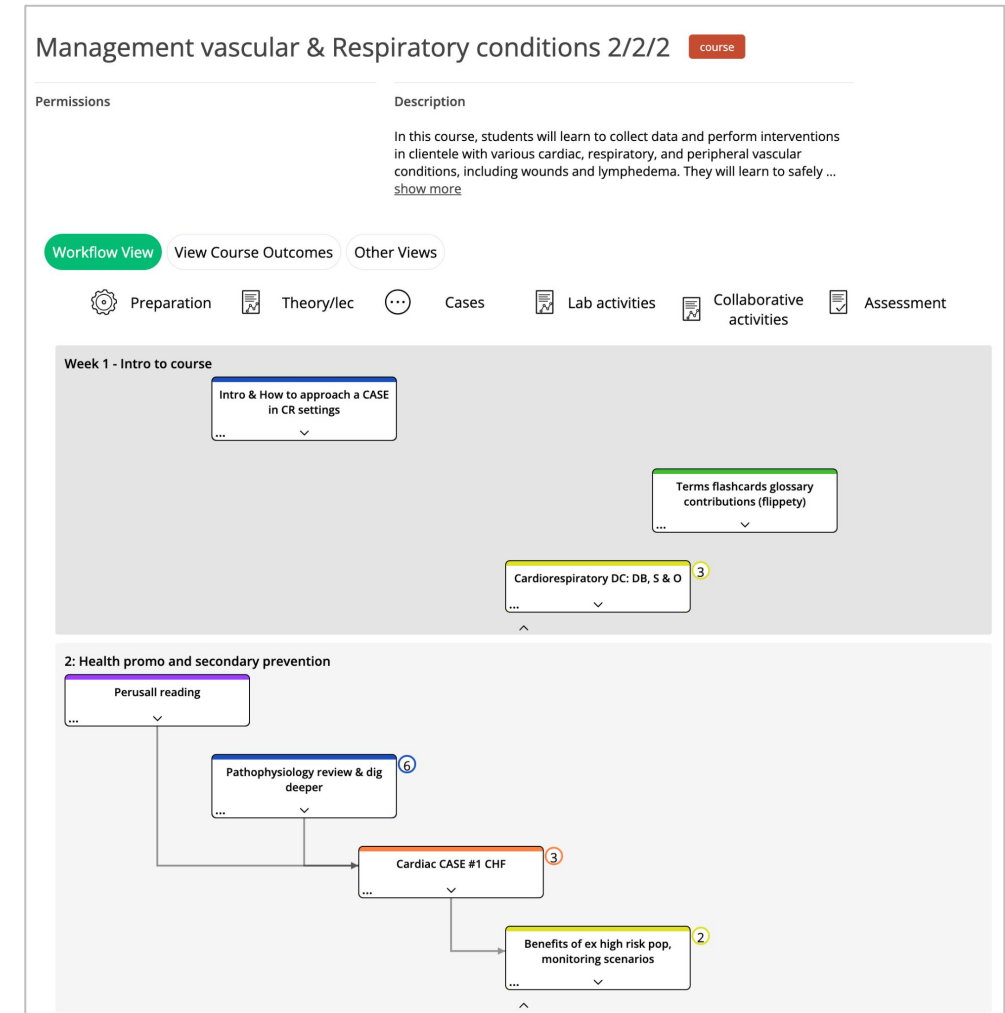 Management vascular & Respiratory conditions 2/2/2 course
Permissions
Description
In this course, students will learn to collect data and perform interventions
in clientele with various cardiac, respiratory, and peripheral vascular
conditions, including wounds and lymphedema. They will learn to safely ...
show more
Workflow View
View Course Outcomes
Other Views
Preparation
Theory/lec
Cases
Lab activities
Collaborative
activities
Assessment
Week 1 - Intro to course
Intro & How to approach a CASE
in CR settings
...
Terms flashcards glossary
contributions (flippety)
...
Cardiorespiratory DC: DB, S & O
3
...
2: Health promo and secondary prevention
Perusall reading
...
Pathophysiology review & dig
deeper
6
...
Cardiac CASE #1 CHF
3
...
Benefits of ex high risk pop,
monitoring scenarios
2
...